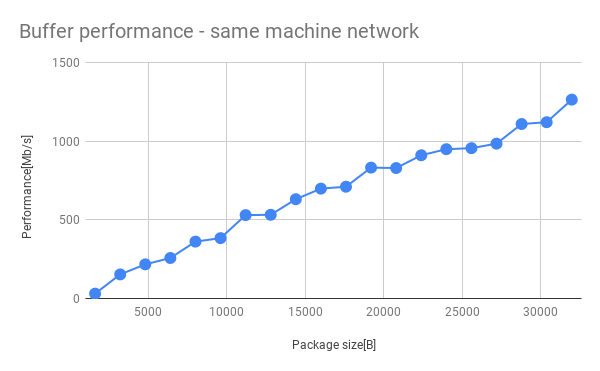 Buffer performance - same machine network
1500
1000
500
0
Performance[Mb/s]
5000 10000 15000 20000 25000 30000
Package size[B]